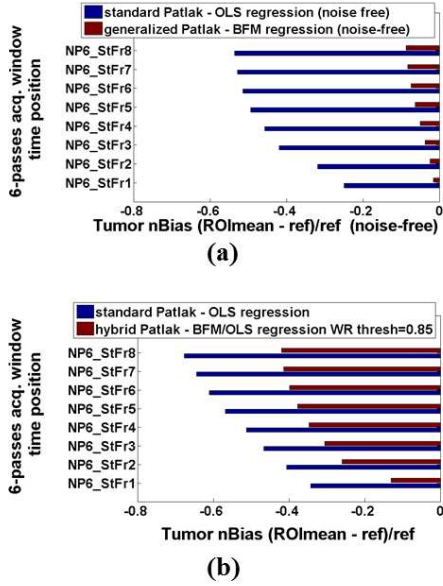 standard Patlak - OLS regression (noise free)
generalized Patlak - BFM regression (noise-free)
6-passes acq. window
time position
NP6_StFr8
NP6_StFr7
NP6_StFr6
NP6_StFr5
NP6_StFr4
NP6_StFr3
NP6_StFr2
NP6_StFr1
-0.8 -0.6 -0.4 -0.2 0
Tumor nBias (ROImean - ref)/ref (noise-free)
(a)
standard Patlak - OLS regression
hybrid Patlak - BFM/OLS regression WR thresh=0.85
6-passes acq. window
time position
NP6_StFr8
NP6_StFr7
NP6_StFr6
NP6_StFr5
NP6_StFr4
NP6_StFr3
NP6_StFr2
NP6_StFr1
-0.8 -0.6 -0.4 -0.2 0
Tumor nBias (ROImean - ref)/ref
(b)